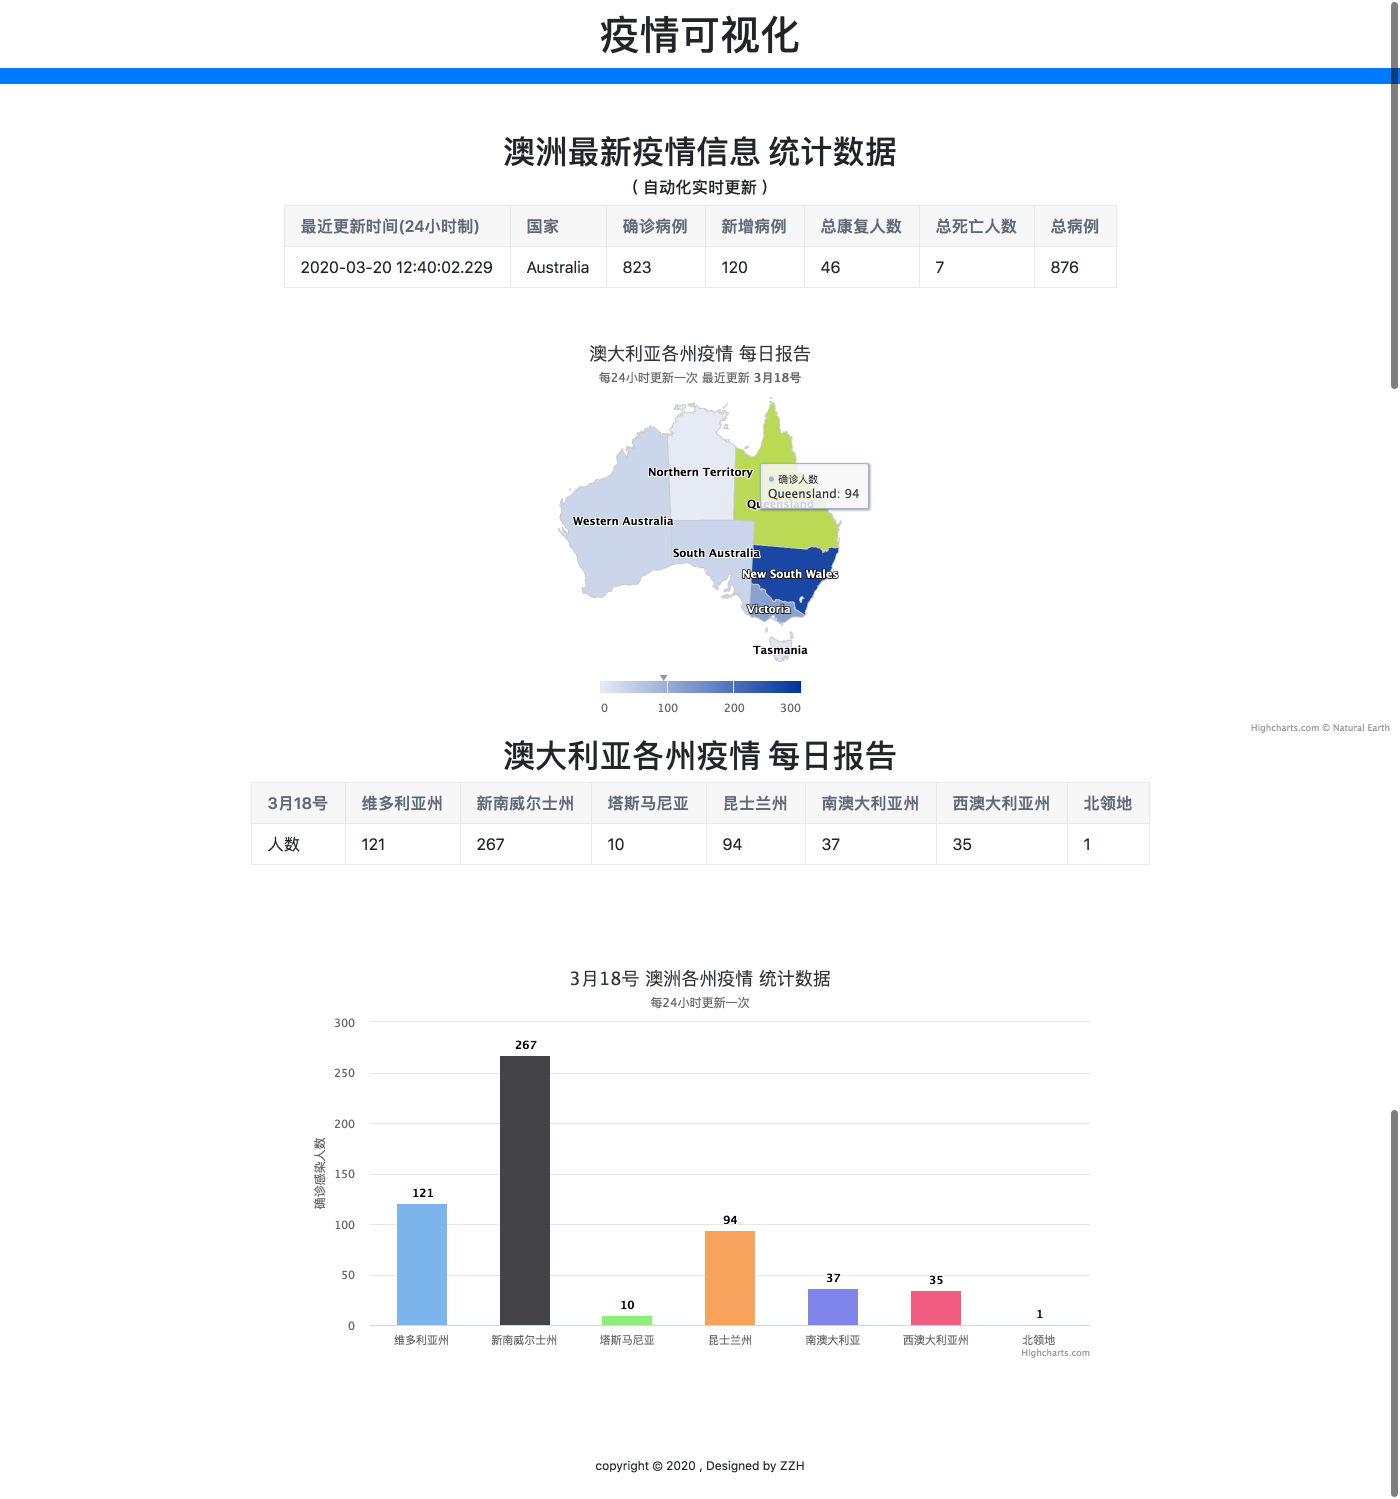 疫情可视化
澳洲最新疫情信息 统计数据
( 自动化实时更新 )
最近更新时间(24小时制) 国家 确诊病例 新增病例 总康复人数 总死亡人数 总病例
2020-03-20 12:40:02.229 Australia 823 120 46 7 876
澳大利亚各州疫情 每日报告
每24小时更新一次 最近更新 3月18号
Northern Territory
确诊人数
Queensland: 94
Queensland
Western Australia
South Australia
New South Wales
Victoria
Tasmania
0 100 200 300
Highcharts.com © Natural Earth
澳大利亚各州疫情 每日报告
3月18号 维多利亚州 新南威尔士州 塔斯马尼亚 昆士兰州 南澳大利亚州 西澳大利亚州 北领地
人数 121 267 10 94 37 35 1
3月18号 澳洲各州疫情 统计数据
每24小时更新一次
确诊感染人数
300
250
200
150
100
50
0
121
267
10
94
37
35
1
维多利亚州 新南威尔士州 塔斯马尼亚 昆士兰州 南澳大利亚 西澳大利亚州 北领地
Highcharts.com
copyright © 2020 , Designed by ZZH